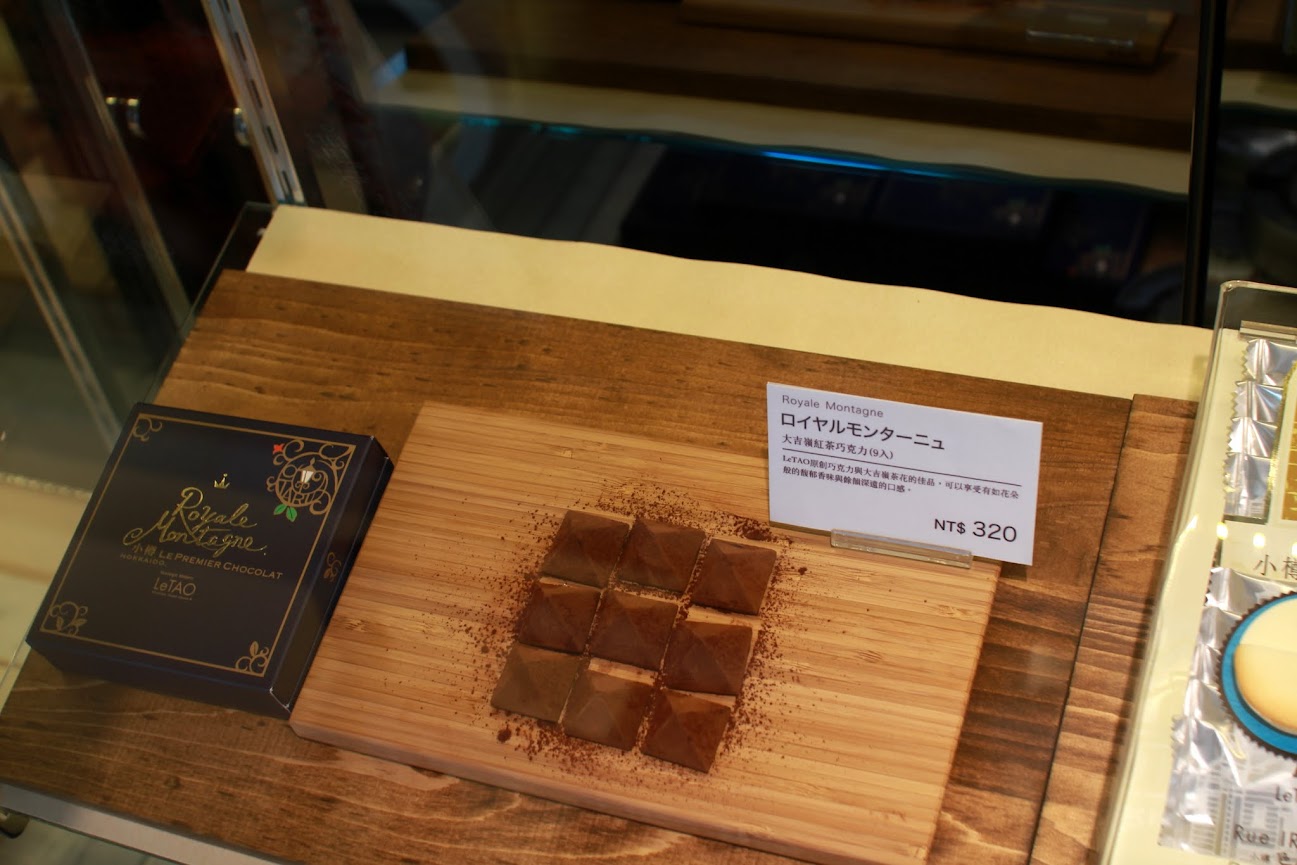 Royale
Montagne
小樽 LE PREMIER CHOCOLAT
HOKKAIDO
LeTAO
Royale Montagne
ロイヤルモンターニュ
大吉嶺紅茶巧克力(9入)
LeTAO原創巧克力與大吉嶺茶花的佳品,可以享受有如花朵
般的馥郁香味與餘韻深遠的口感。
NT$ 320
小樽
Rue